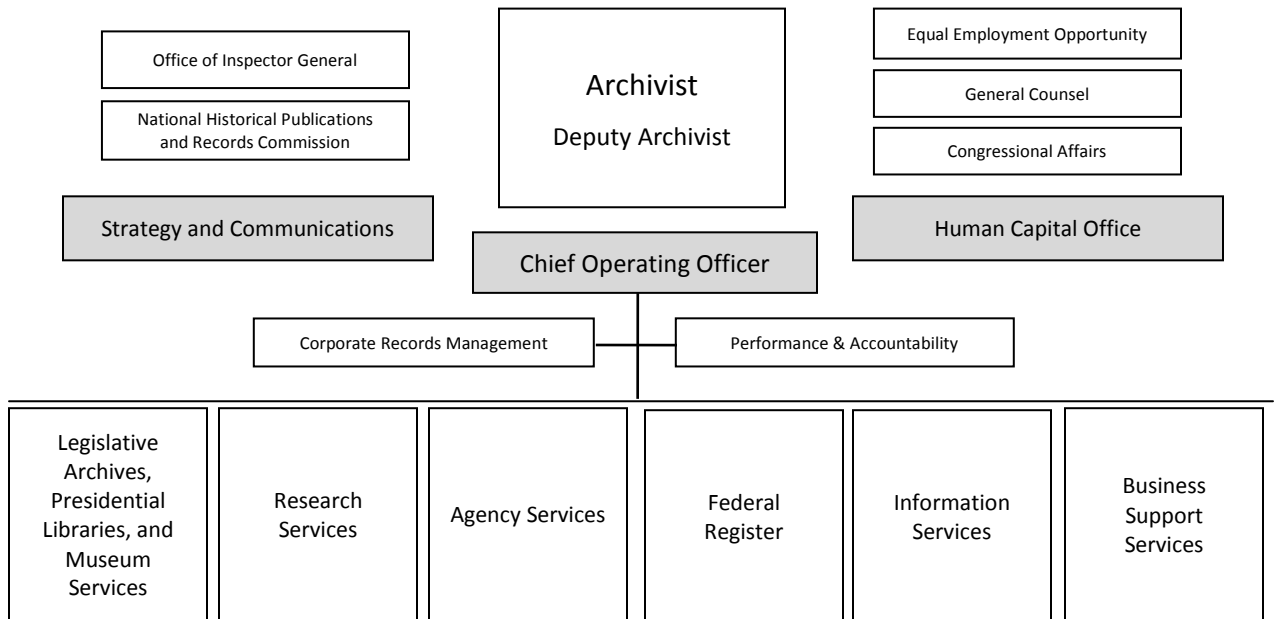 Office of Inspector General
National Historical Publications
and Records Commission
Strategy and Communications
Archivist
Deputy Archivist
Equal Employment Opportunity
General Counsel
Congressional Affairs
Human Capital Office
Chief Operating Officer
Corporate Records Management
Performance & Accountability
Legislative
Archives,
Presidential
Libraries, and
Museum
Services
Research
Services
Agency Services
Federal
Register
Information
Services
Business
Support
Services